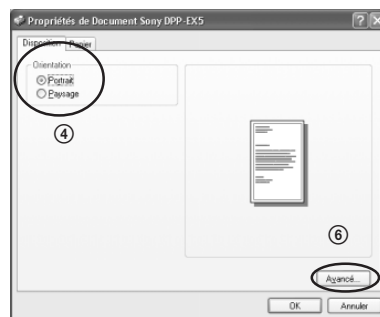 Propriétés de Document Sony DPP-EX5
Disposition Papier
Orientation
Portrait
Paysage
④
⑥
Avancé...
OK Annuler